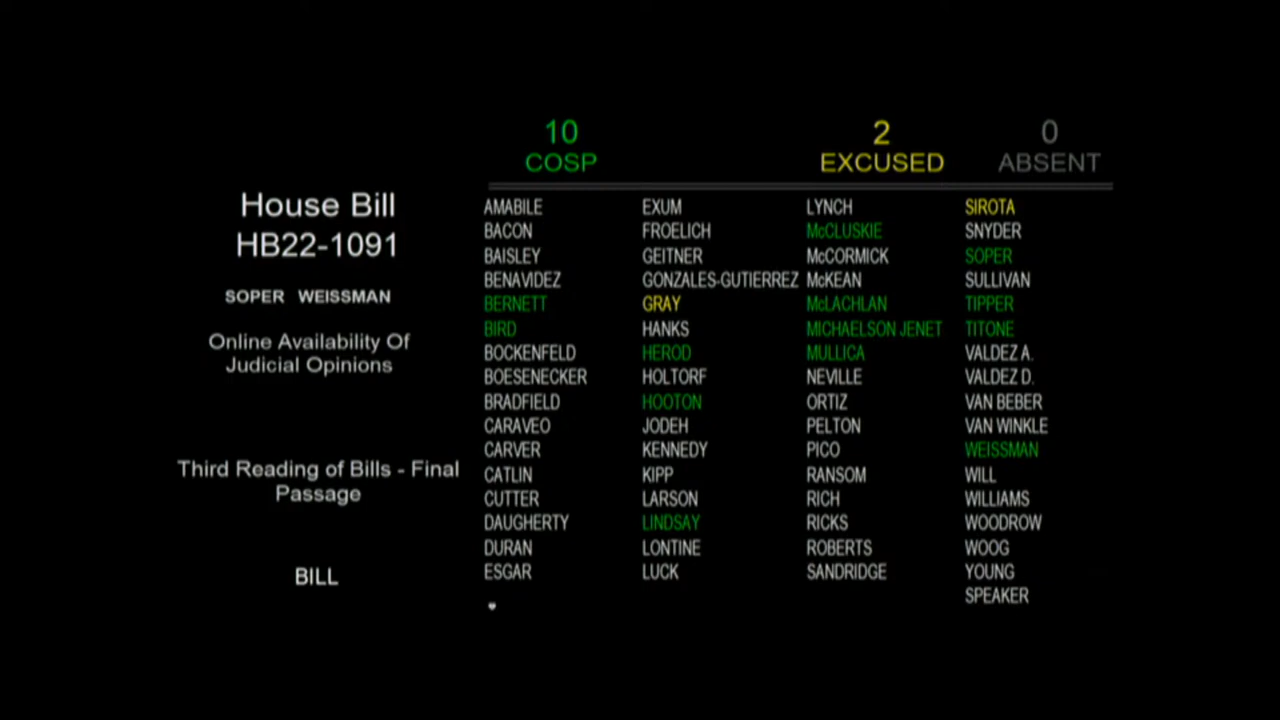 10
COSP
2
EXCUSED
0
ABSENT
House Bill
HB22-1091
SOPER WEISSMAN
Online Availability Of
Judicial Opinions
Third Reading of Bills - Final
Passage
BILL
AMABILE
BACON
BAISLEY
BENAVIDEZ
BERNETT
BIRD
BOCKENFELD
BOESENECKER
BRADFIELD
CARAVEO
CARVER
CATLIN
CUTTER
DAUGHERTY
DURAN
ESGAR
EXUM
FROELICH
GEITNER
GONZALES-GUTIERREZ
GRAY
HANKS
HEROD
HOLTORF
HOOTON
JODEH
KENNEDY
KIPP
LARSON
LINDSAY
LONTINE
LUCK
LYNCH
McCLUSKIE
McCORMICK
McKEAN
McLACHLAN
MICHAELSON JENET
MULLICA
NEVILLE
ORTIZ
PELTON
PICO
RANSOM
RICH
RICKS
ROBERTS
SANDRIDGE
SIROTA
SNYDER
SOPER
SULLIVAN
TIPPER
TITONE
VALDEZ A.
VALDEZ D.
VAN BEBER
VAN WINKLE
WEISSMAN
WILL
WILLIAMS
WOODROW
WOOG
YOUNG
SPEAKER